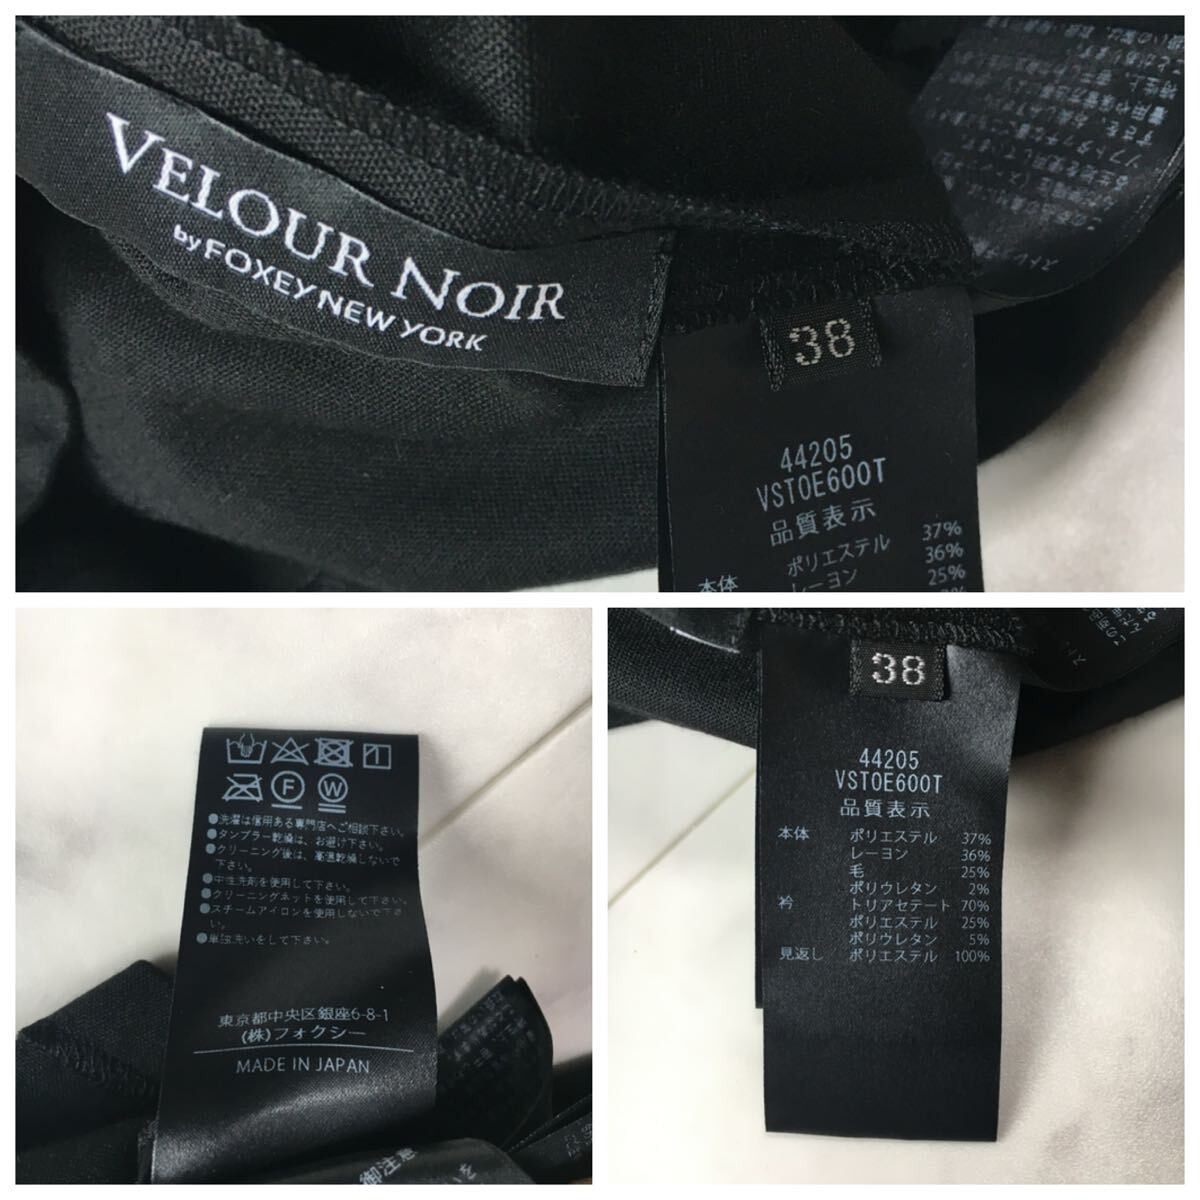 VELOUR NOIR
by FOXEY NEW YORK
38
44205
VSTOE600T
品質表示
本体 ポリエステル 37%
レーヨン 36%
25%
1
F
W
●洗濯は信用ある専門店へご相談下さい。
●タンブラー乾燥は、お避け下さい。
●クリーニング後は、高温乾燥しないで
下さい。
●中性洗剤を使用して下さい。
●クリーニングネットを使用して下さい。
●スチームアイロンを使用しないで下さ
い。
●単独洗いをして下さい。
東京都中央区銀座6-8-1
(株)フォクシー
MADE IN JAPAN
御注意
38
44205
VSTOE600T
品質表示
本体 ポリエステル 37%
レーヨン 36%
毛 25%
ポリウレタン 2%
衿 トリアセテート 70%
ポリエステル 25%
ポリウレタン 5%
見返し ポリエステル 100%